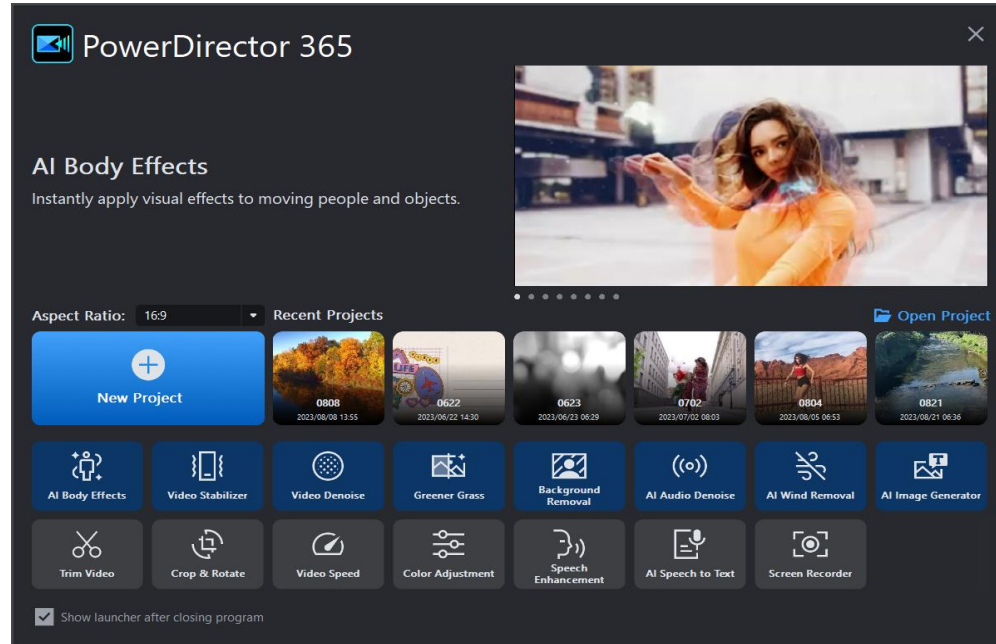 PowerDirector 365
AI Body Effects
Instantly apply visual effects to moving people and objects.
Aspect Ratio: 16:9
Recent Projects
Open Project
New Project
0808
2023/08/08 13:55
0622
2023/06/22 14:30
0623
2023/06/23 06:29
0702
2023/07/02 08:03
0804
2023/08/05 06:53
0821
2023/08/21 06:36
AI Body Effects
Video Stabilizer
Video Denoise
Greener Grass
Background
Removal
AI Audio Denoise
AI Wind Removal
AI Image Generator
Trim Video
Crop & Rotate
Video Speed
Color Adjustment
Speech
Enhancement
AI Speech to Text
Screen Recorder
Show launcher after closing program